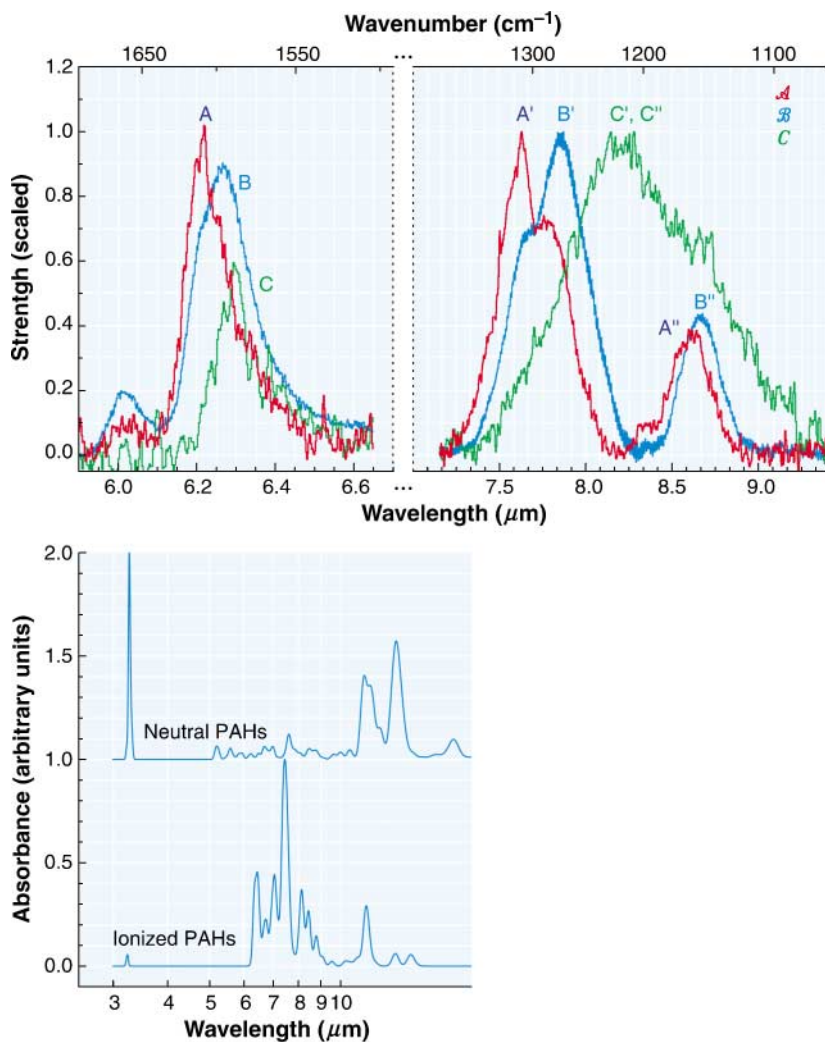 Wavenumber (cm⁻¹)
1650 1550 ... 1300 1200 1100
1.2
1.0
0.8
0.6
0.4
0.2
0.0
Strentgh (scaled)
A
B
C
A'
B'
C', C"
A"
B"
𝒜
ℬ
C
6.0 6.2 6.4 6.6 ... 7.5 8.0 8.5 9.0
Wavelength (μm)
2.0
1.5
1.0
0.5
0.0
Absorbance (arbitrary units)
Neutral PAHs
Ionized PAHs
3 4 5 6 7 8 9 10
Wavelength (μm)